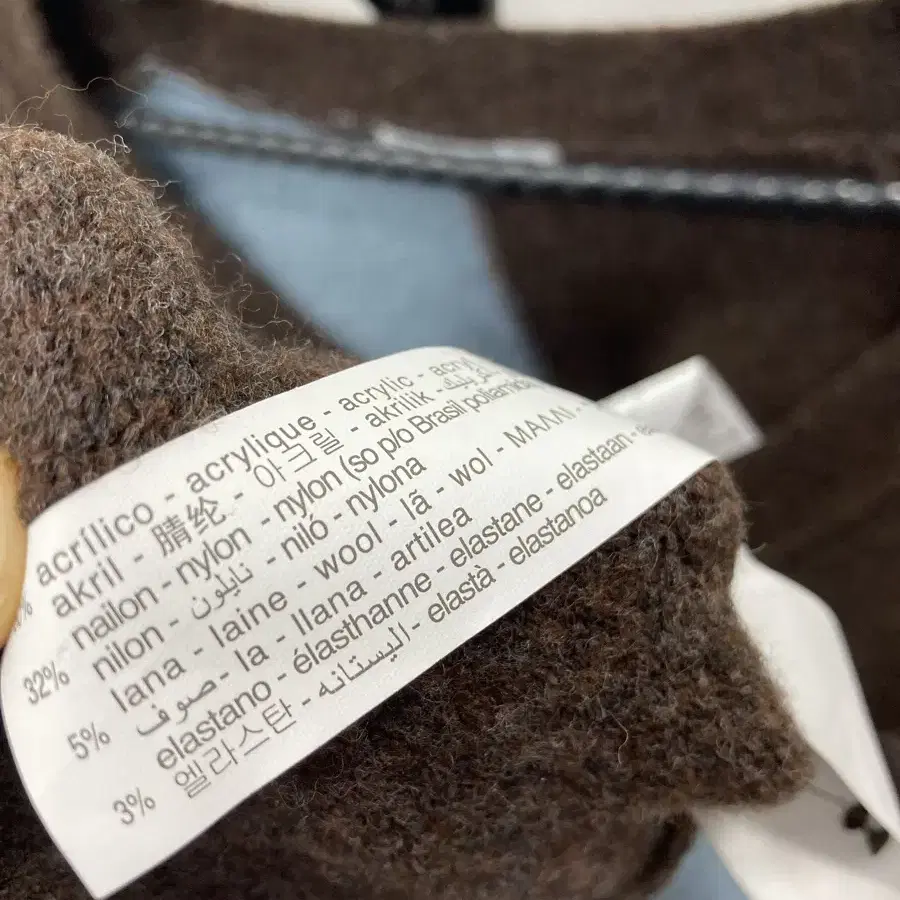 acrílico - acrylique - acrylic -
akril - 腈纶 - 아크릴 - akrilik -
32% nailon - nylon - nylon (so p/o Brasil poliamida
nilon - نايلون - niló - nylona
5% lana - laine - wool - lã - wol -
صوف - la - llana - artilea
3% elastano - élasthanne - elastane - elastaan -
엘라스탄 - اليستانه - elastà - elastanoa